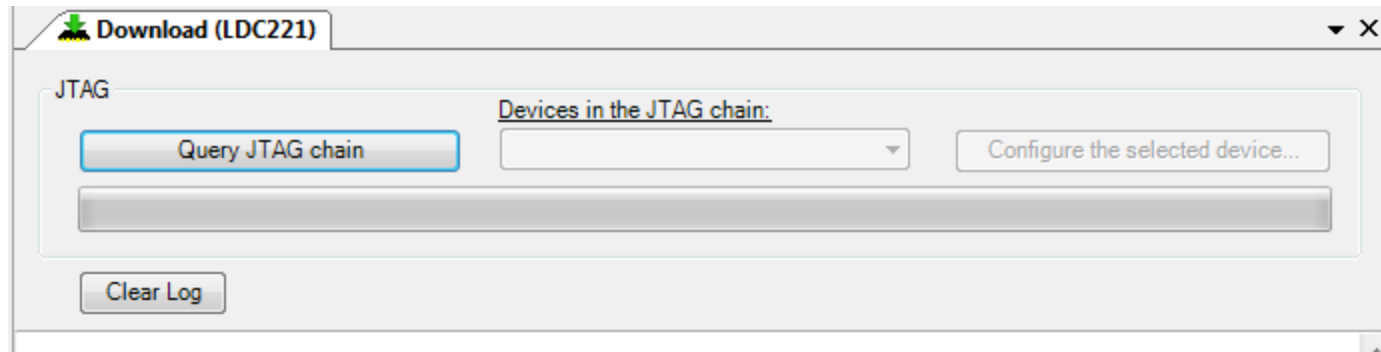 Download (LDC221)
JTAG
Devices in the JTAG chain:
Query JTAG chain
Configure the selected device...
Clear Log